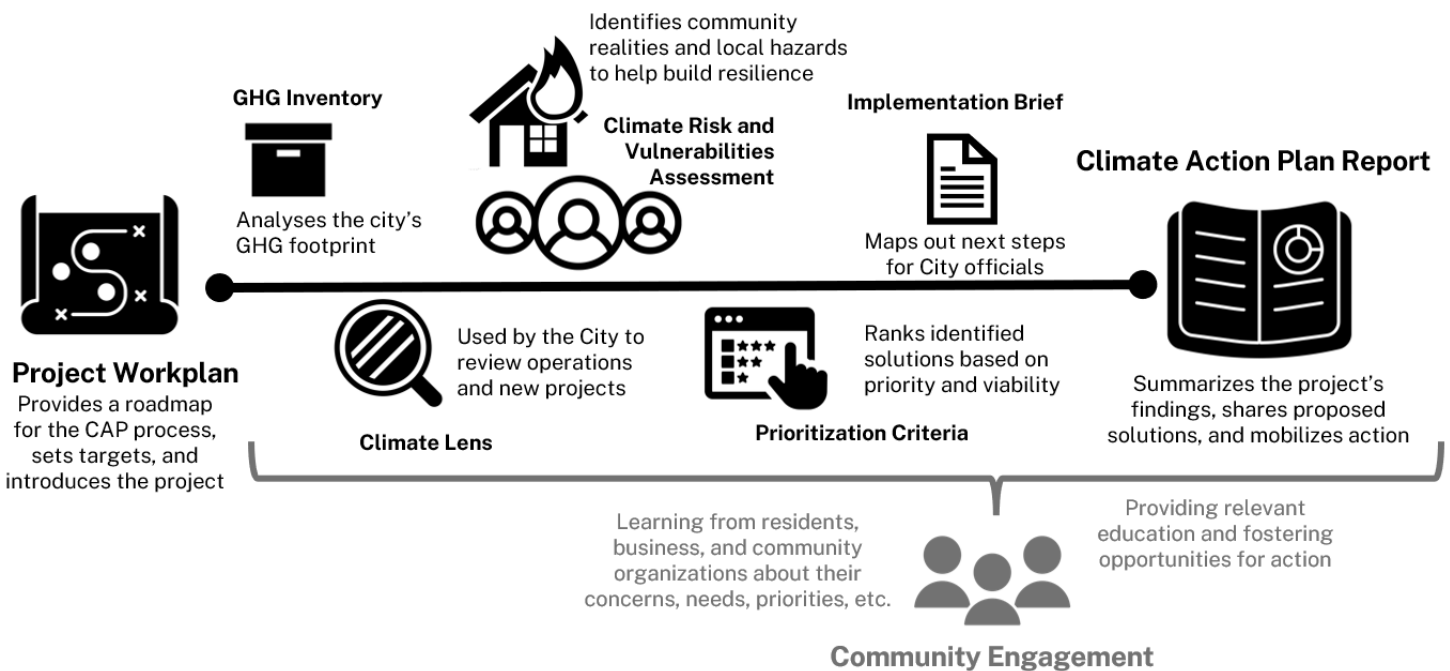 Identifies community
realities and local hazards
to help build resilience
GHG Inventory
Climate Risk and
Vulnerabilities
Assessment
Implementation Brief
Climate Action Plan Report
Analyses the city's
GHG footprint
Maps out next steps
for City officials
Project Workplan
Provides a roadmap
for the CAP process,
sets targets, and
introduces the project
Used by the City to
review operations
and new projects
Climate Lens
Ranks identified
solutions based on
priority and viability
Prioritization Criteria
Summarizes the project's
findings, shares proposed
solutions, and mobilizes action
Learning from residents,
business, and community
organizations about their
concerns, needs, priorities, etc.
Providing relevant
education and fostering
opportunities for action
Community Engagement